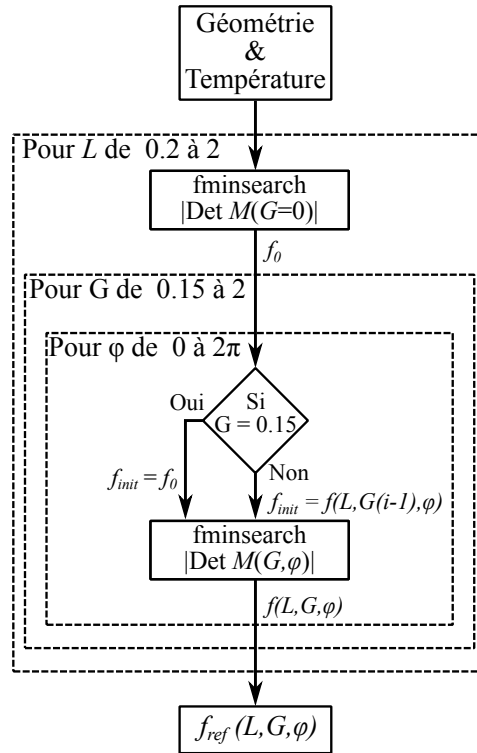 Géométrie
&
Température
Pour L de 0.2 à 2
fminsearch
|Det M(G=0)|
f0
Pour G de 0.15 à 2
Pour φ de 0 à 2π
Si
G = 0.15
Oui
Non
finit = f0
finit = f(L,G(i-1),φ)
fminsearch
|Det M(G,φ)|
f(L,G,φ)
fref (L,G,φ)